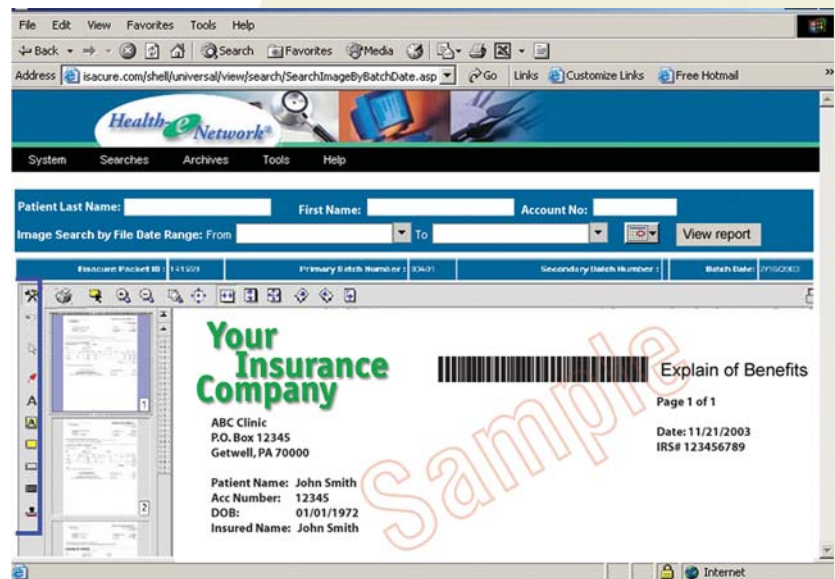 File Edit View Favorites Tools Help
Back Search Favorites Media
Address isacure.com/shell/universal/view/search/SearchImageByBatchDate.asp Go Links Customize Links Free Hotmail »
Health-e Network®
System Searches Archives Tools Help
Patient Last Name: First Name: Account No:
Image Search by File Date Range: From To View report
Fisacure Packet ID : Primary Batch Number : Secondary Batch Number : Batch Date:
Your
Insurance
Company
Explain of Benefits
Page 1 of 1
ABC Clinic
P.O. Box 12345
Getwell, PA 70000
Date: 11/21/2003
IRS# 123456789
Patient Name: John Smith
Acc Number: 12345
DOB: 01/01/1972
Insured Name: John Smith
Sample
A
A
1
2
Internet